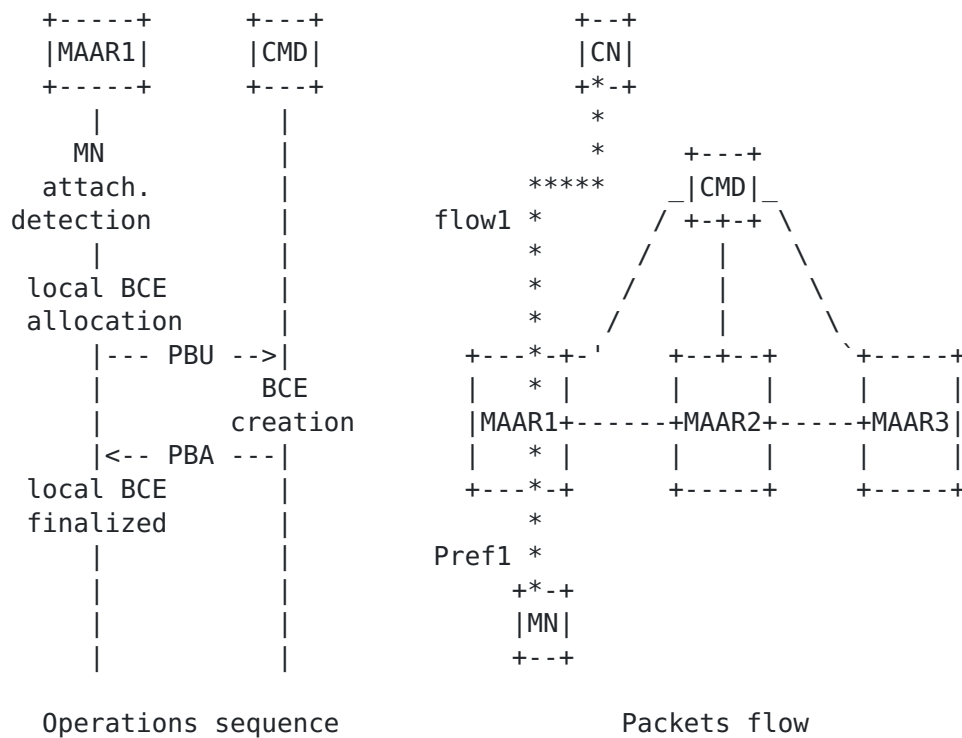 MAAR1 CMD CN
MN
attach. CMD
detection flow1
local BCE
allocation
PBU
BCE
creation MAAR1 MAAR2 MAAR3
PBA
local BCE
finalized
Pref1
MN
Operations sequence Packets flow